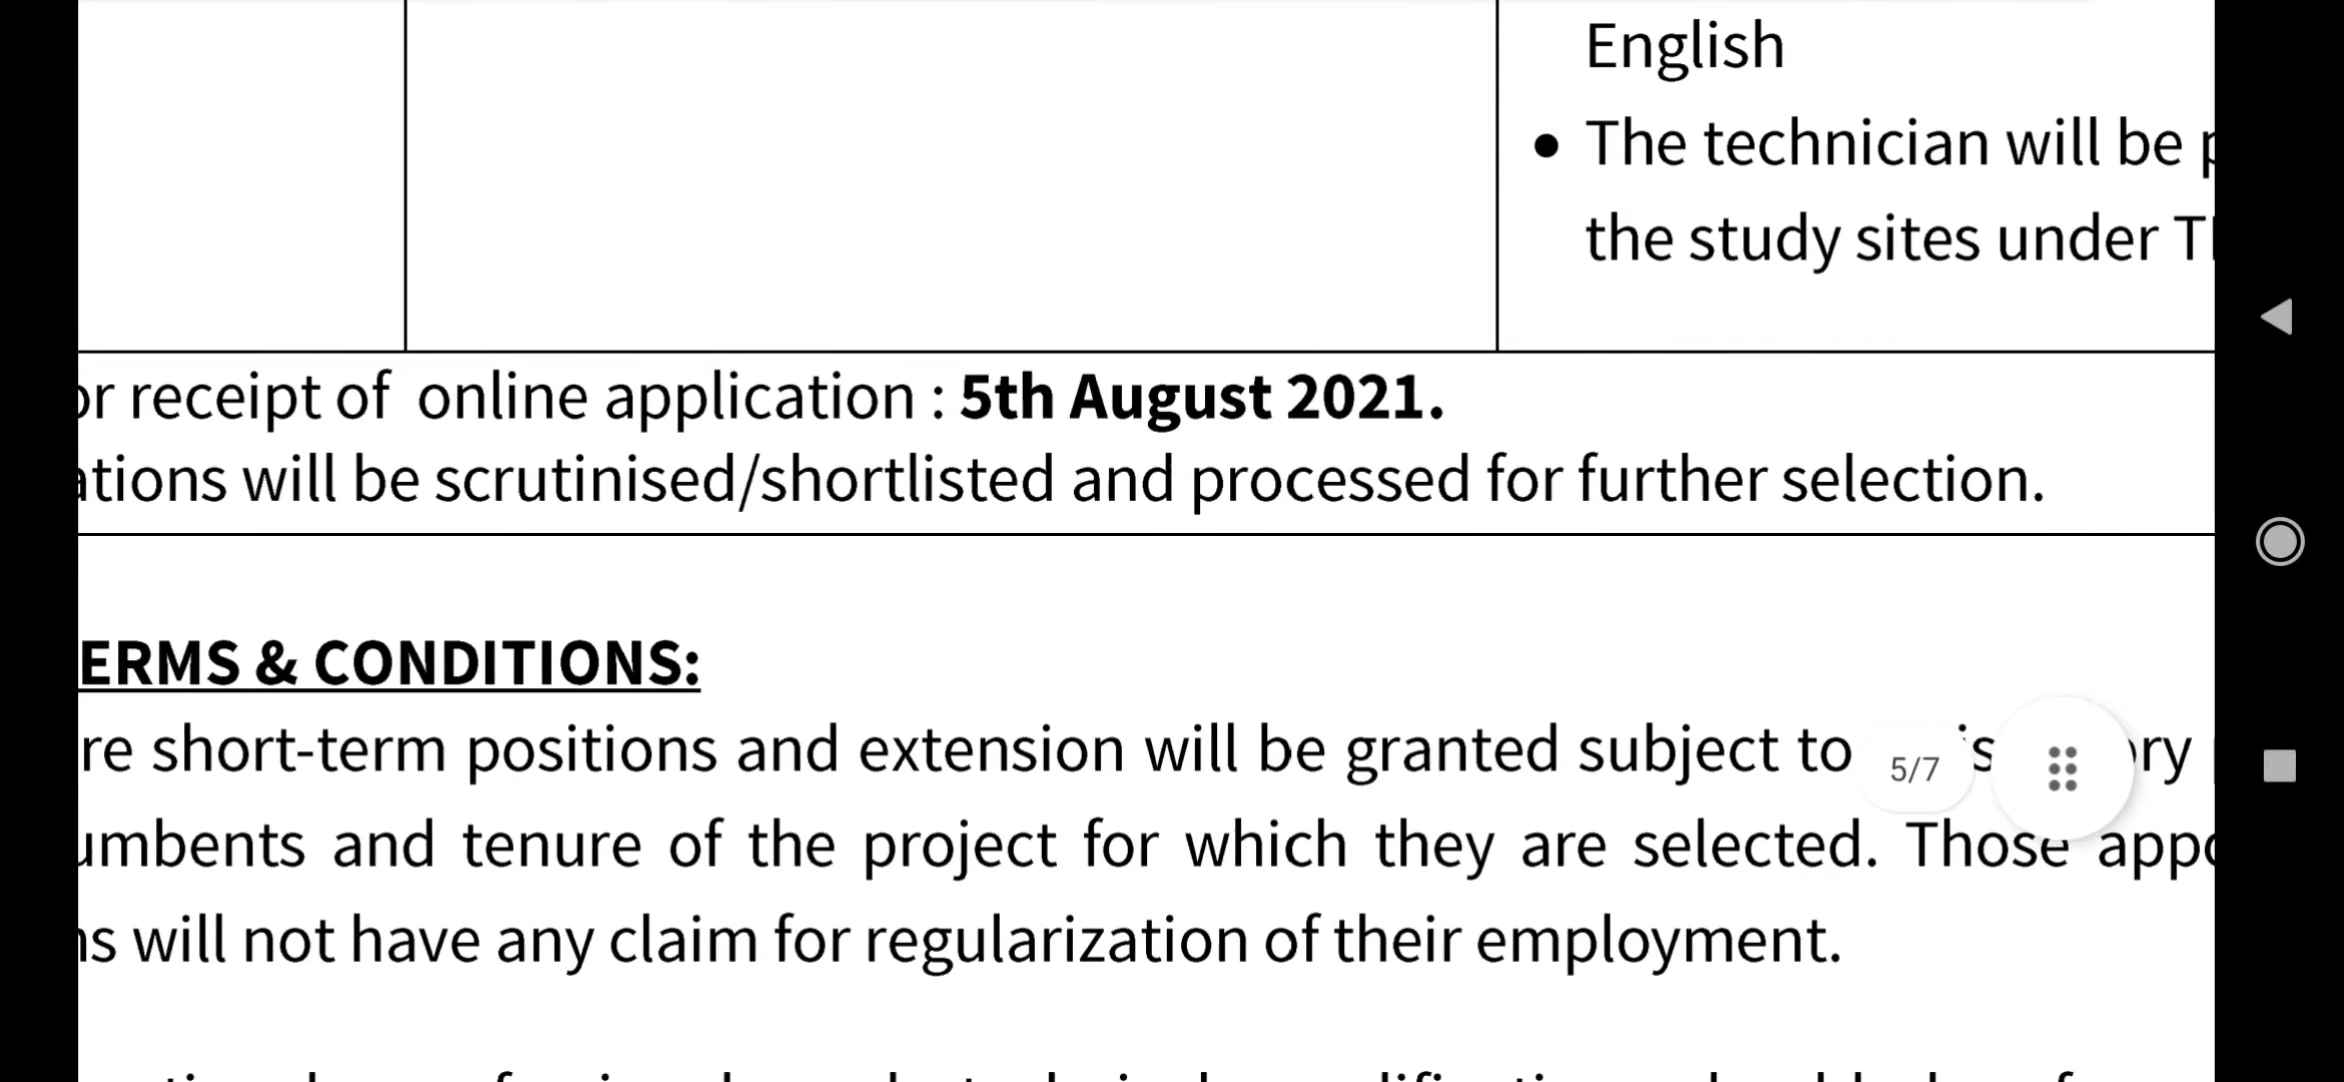 English
• The technician will be
the study sites under
or receipt of online application : 5th August 2021.
ations will be scrutinised/shortlisted and processed for further selection.
ERMS & CONDITIONS:
re short-term positions and extension will be granted subject to
5/7
umbents and tenure of the project for which they are selected. Those
will not have any claim for regularization of their employment.